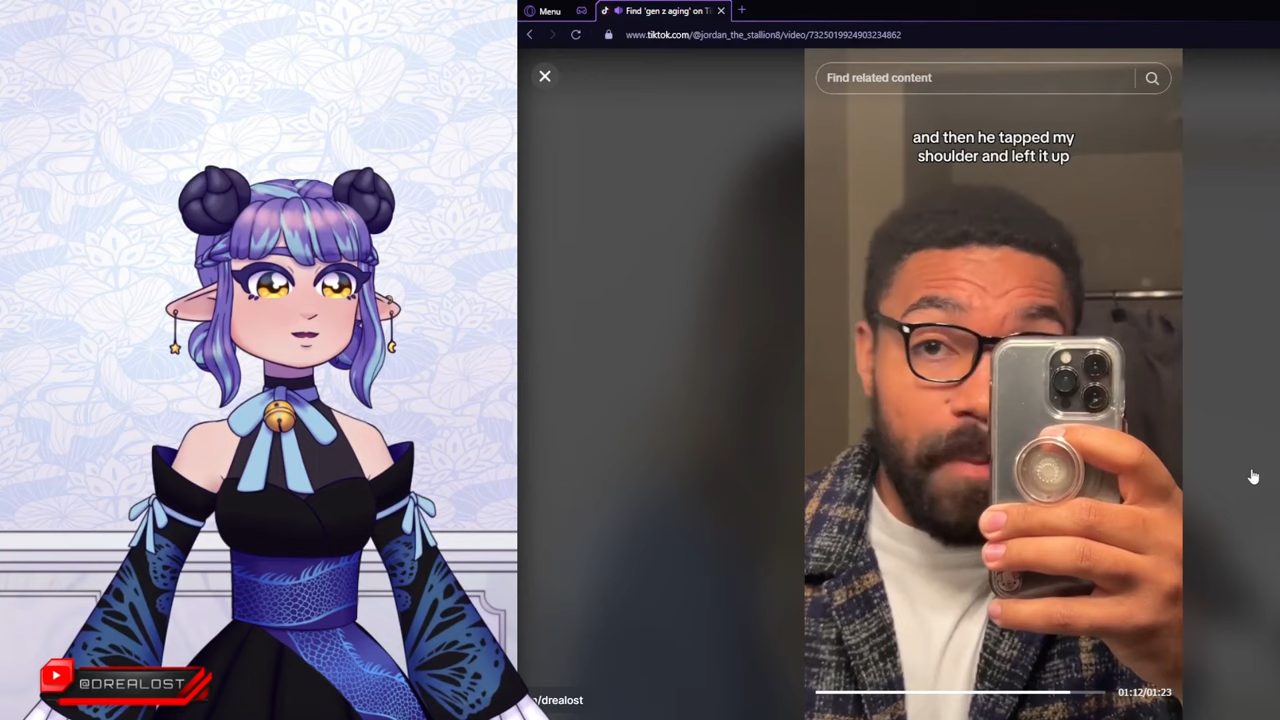 Menu
Find 'gen z aging' on Ti
www.tiktok.com/@jordan_the_stallion8/video/7325019924903234862
Find related content
and then he tapped my
shoulder and left it up
@DREALOST
/drealost
01:12/01:23